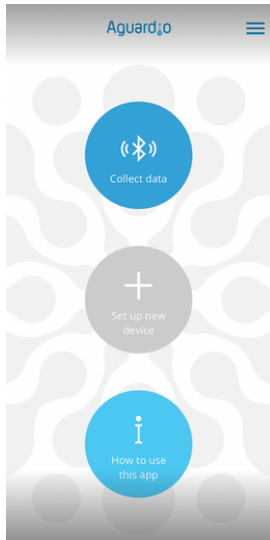 Aguardio
Collect data
Set up new
device
How to use
this app